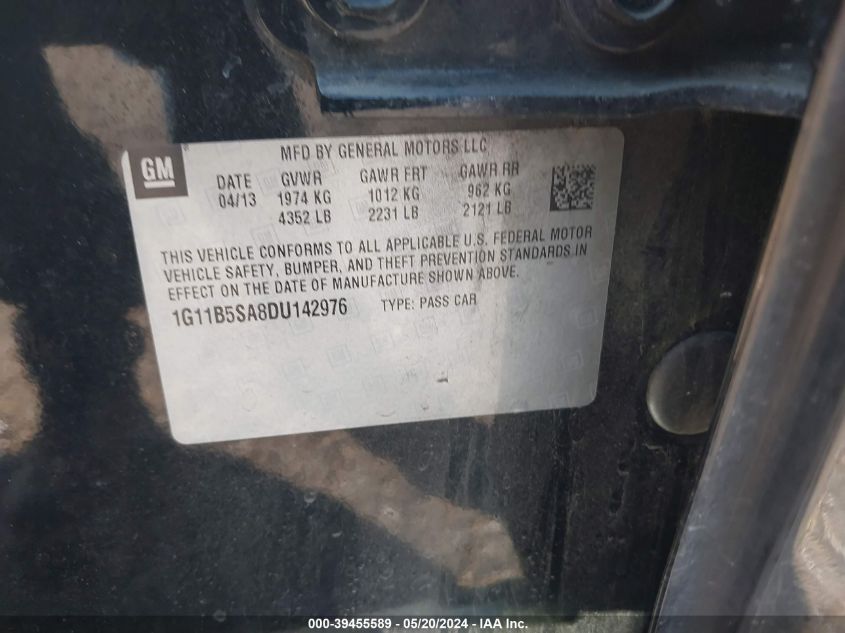 GM
MFD BY GENERAL MOTORS LLC
DATE GVWR GAWR FRT GAWR RR
04/13 1974 KG 1012 KG 962 KG
4352 LB 2231 LB 2121 LB
THIS VEHICLE CONFORMS TO ALL APPLICABLE U.S. FEDERAL MOTOR
VEHICLE SAFETY, BUMPER, AND THEFT PREVENTION STANDARDS IN
EFFECT ON THE DATE OF MANUFACTURE SHOWN ABOVE.
1G11B5SA8DU142976 TYPE: PASS CAR
000-39455589 - 05/20/2024 - IAA, Inc.